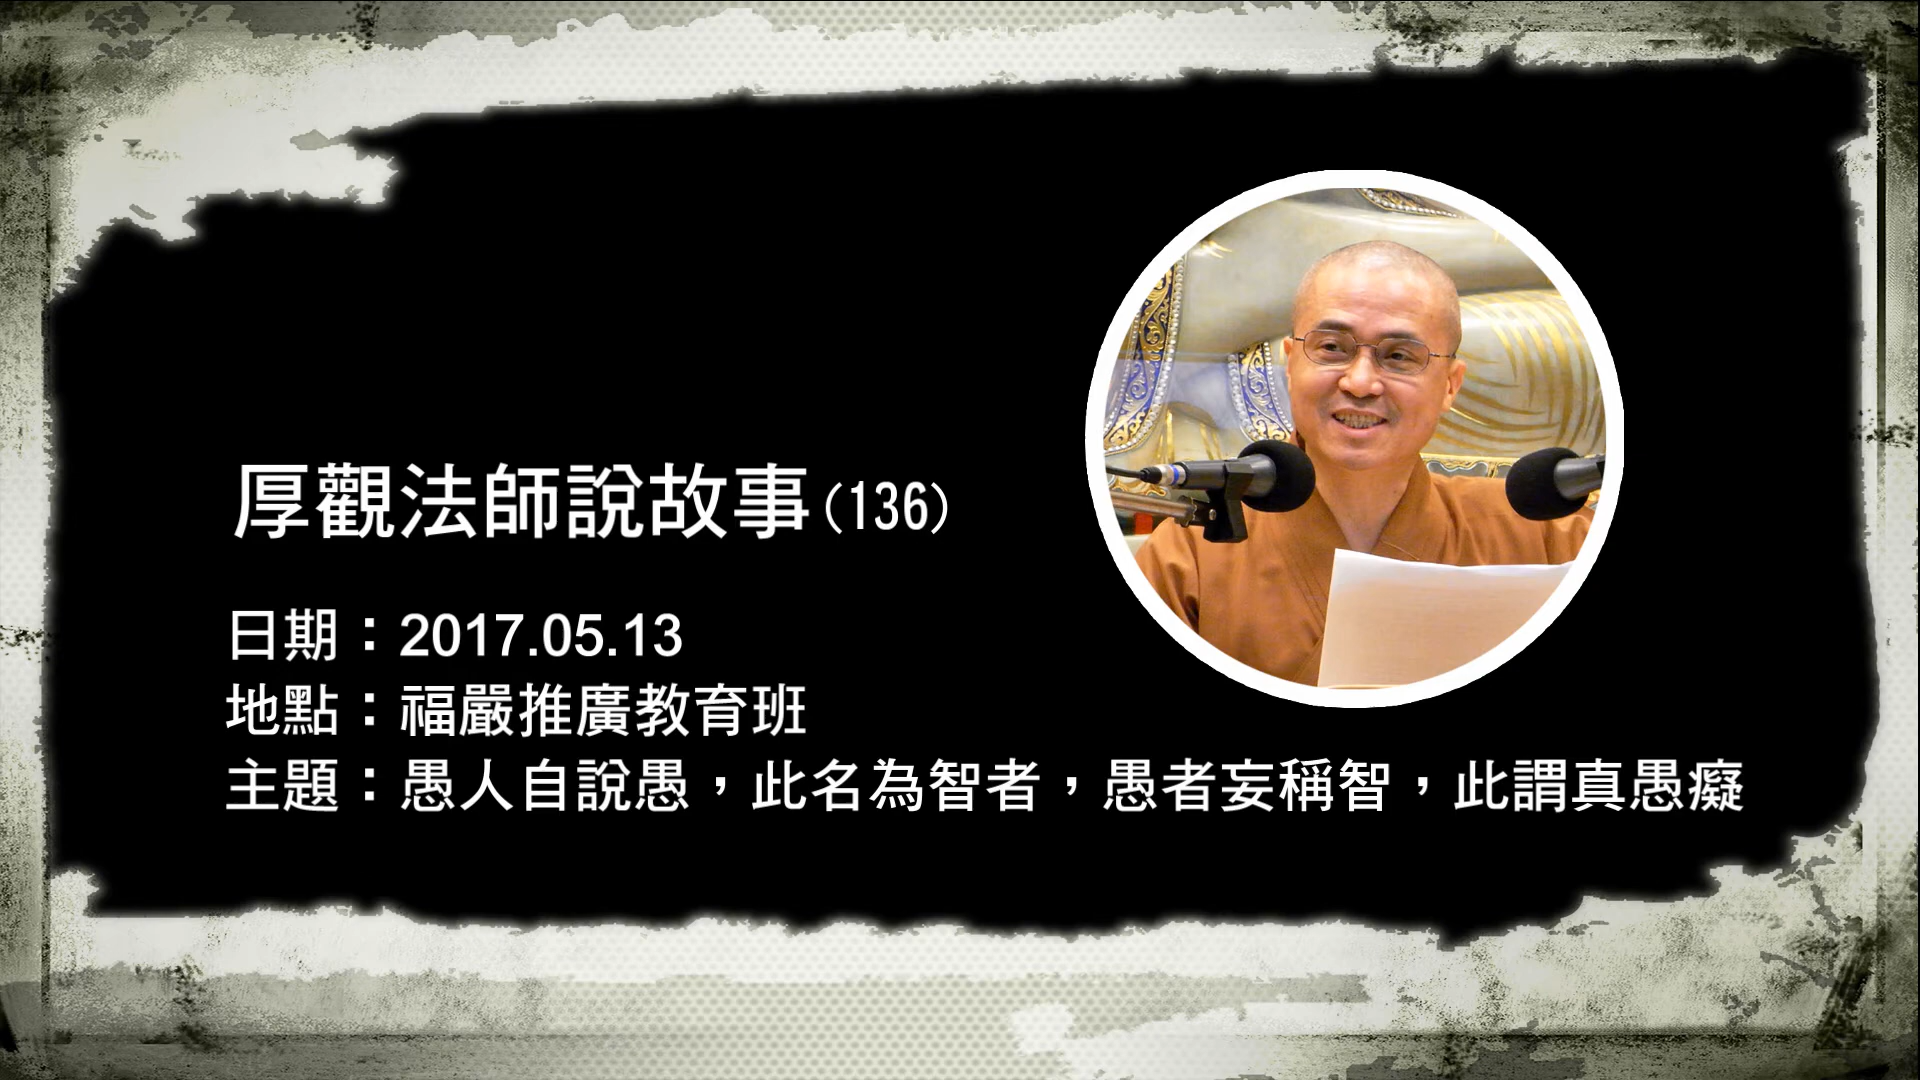 厚觀法師說故事(136)
日期：2017.05.13
地點：福嚴推廣教育班
主題：愚人自說愚，此名為智者，愚者妄稱智，此謂真愚癡